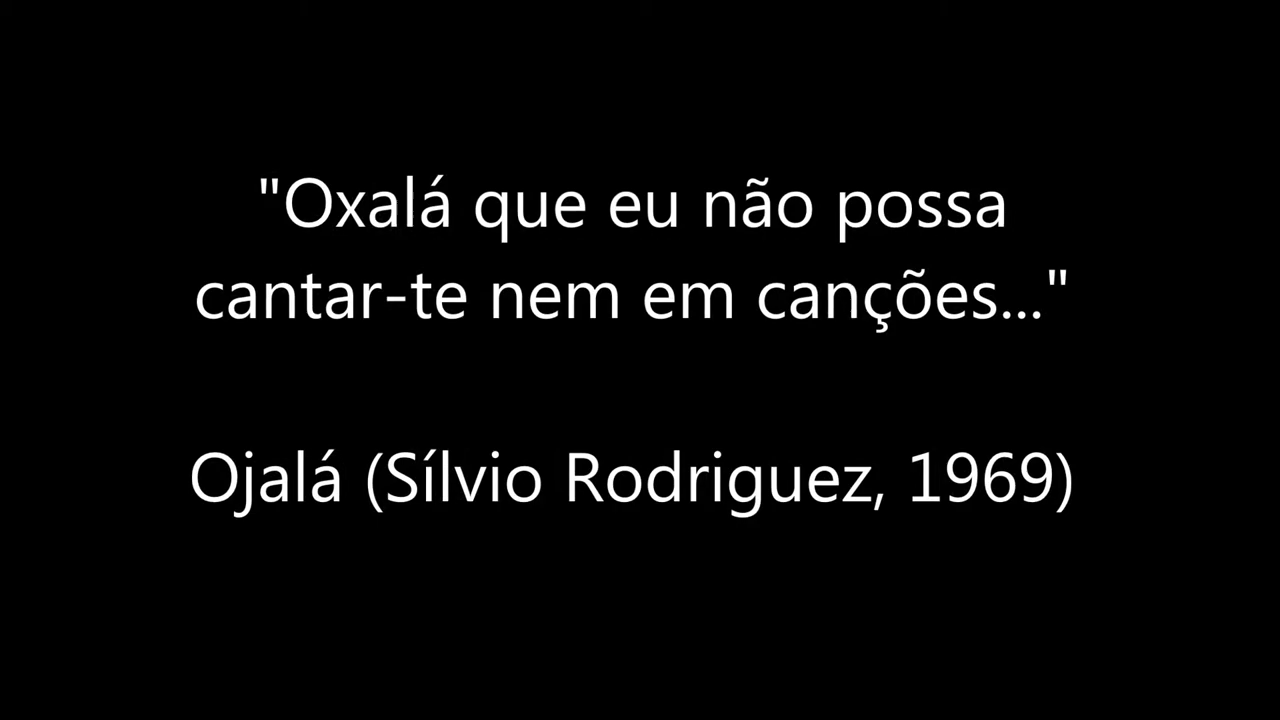 "Oxalá que eu não possa
cantar-te nem em canções..."
Ojalá (Sílvio Rodriguez, 1969)